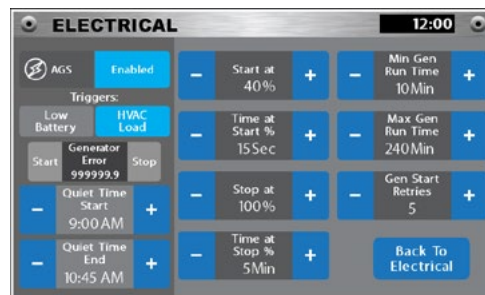 ELECTRICAL
12:00
AGS
Enabled
Triggers:
Low
Battery
HVAC
Load
Start
Generator
Error
999999.9
Stop
–
Quiet Time
Start
9:00 AM
+
–
Quiet Time
End
10:45 AM
+
–
Start at
40%
+
–
Time at
Start %
15Sec
+
–
Stop at
100%
+
–
Time at
Stop %
5Min
+
–
Min Gen
Run Time
10Min
+
–
Max Gen
Run Time
240Min
+
–
Gen Start
Retries
5
+
Back To
Electrical